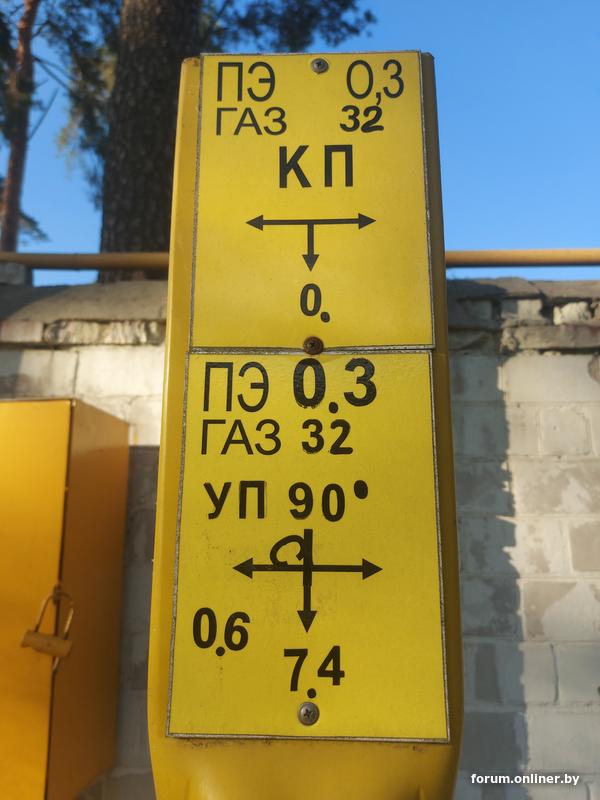 ПЭ 0,3
ГАЗ 32
КП
0.
ПЭ 0.3
ГАЗ 32
УП 90°
0.6
7.4
forum.onliner.by